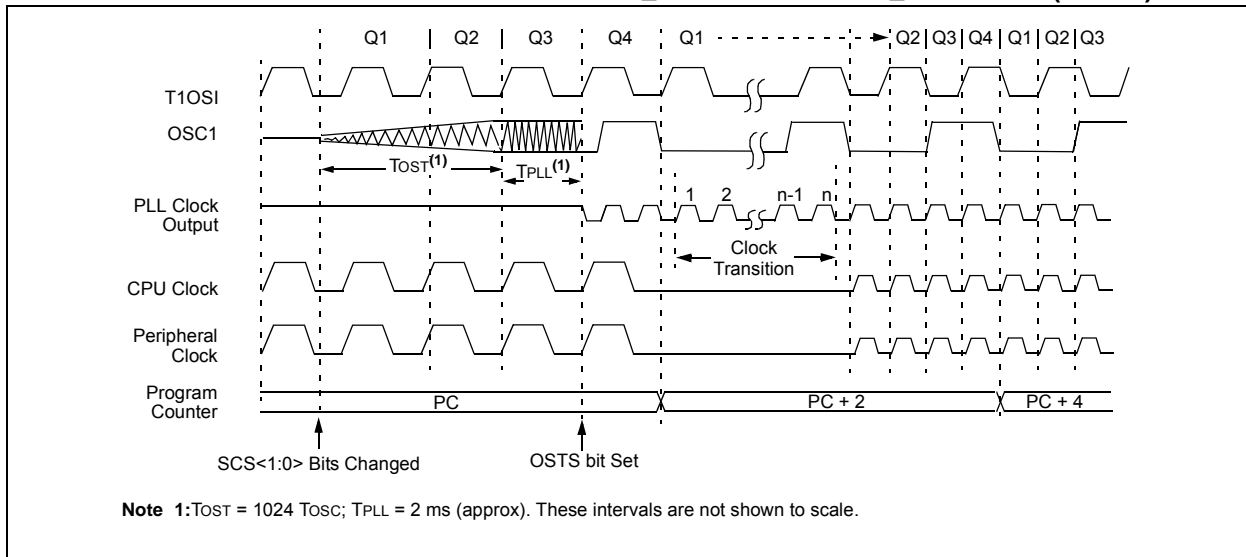 Q1 Q2 Q3 Q4 Q1 Q2 Q3 Q4 Q1 Q2 Q3
T1OSI
OSC1
TOST(1) TPLL(1)
1 2 n-1 n
PLL Clock
Output
Clock
Transition
CPU Clock
Peripheral
Clock
Program
Counter
PC PC + 2 PC + 4
SCS<1:0> Bits Changed OSTS bit Set
Note 1:TOST = 1024 TOSC; TPLL = 2 ms (approx). These intervals are not shown to scale.